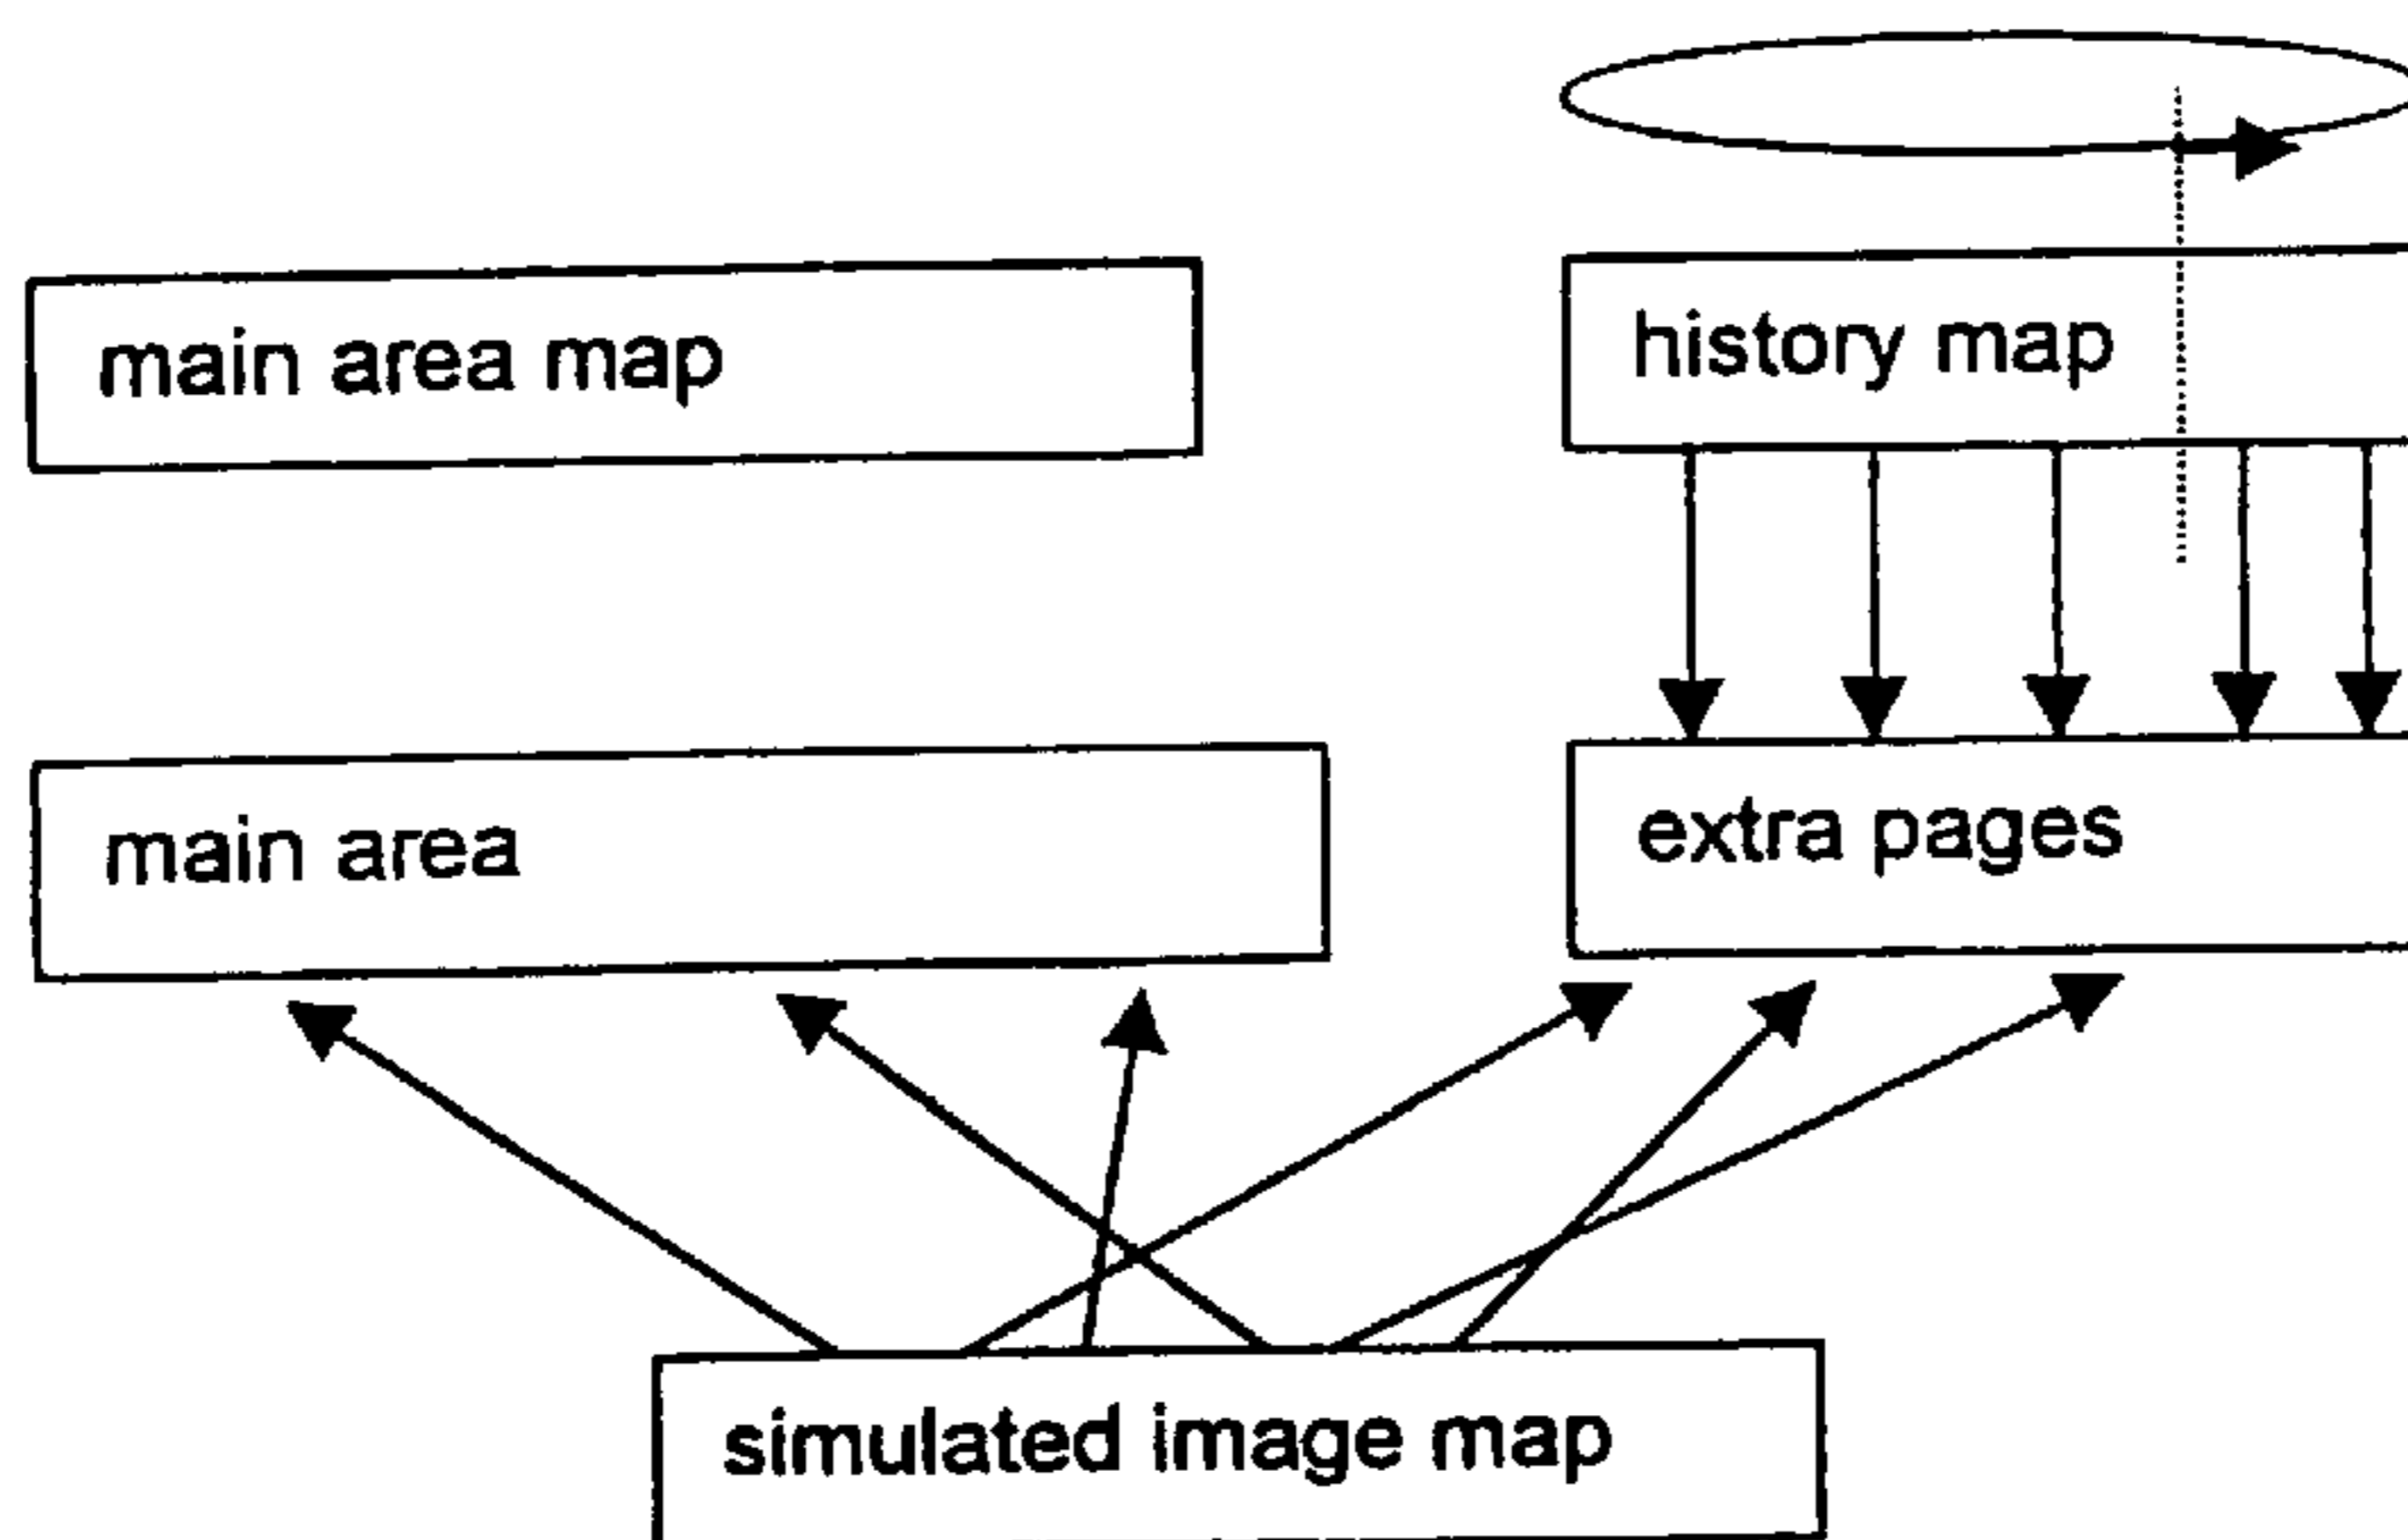 main area map
history map
main area
extra pages
simulated image map